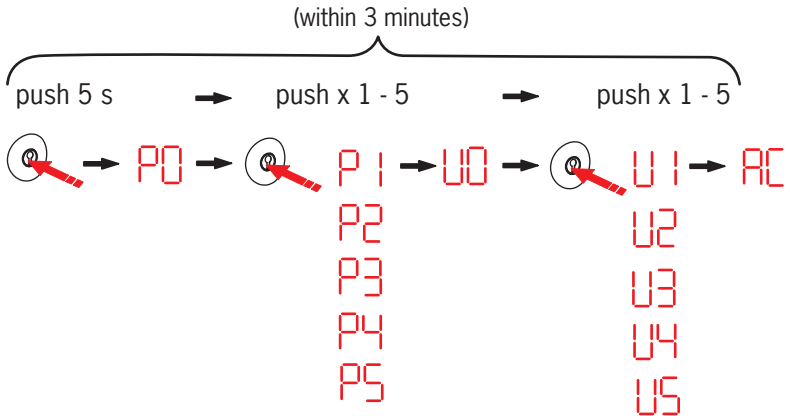 (within 3 minutes)
push 5 s push x 1 - 5 push x 1 - 5
P0 P1 U0 U1 AC
P2 U2
P3 U3
P4 U4
P5 U5